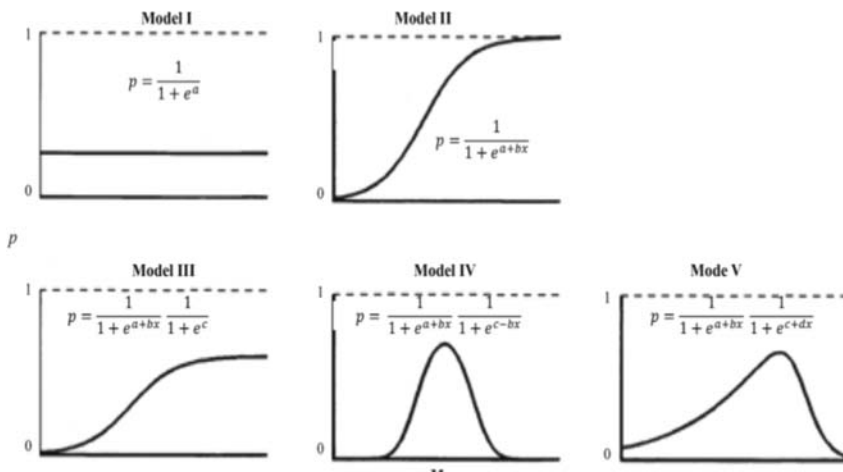 Model I
1
p = 1/(1 + e^a)
0
Model II
1
p = 1/(1 + e^{a+bx})
0
p
Model III
1
p = 1/(1 + e^{a+bx}) 1/(1 + e^c)
0
Model IV
1
p = 1/(1 + e^{a+bx}) 1/(1 + e^{c−bx})
0
Mode V
1
p = 1/(1 + e^{a+bx}) 1/(1 + e^{c+dx})
0